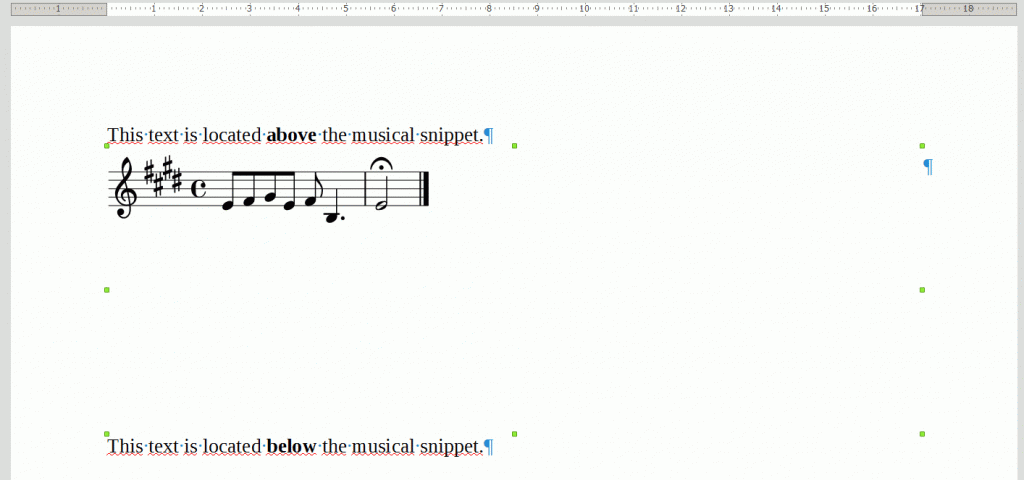 1 1 2 3 4 5 6 7 8 9 10 11 12 13 14 15 16 17 18
This text is located above the musical snippet.¶
¶
This text is located below the musical snippet.¶